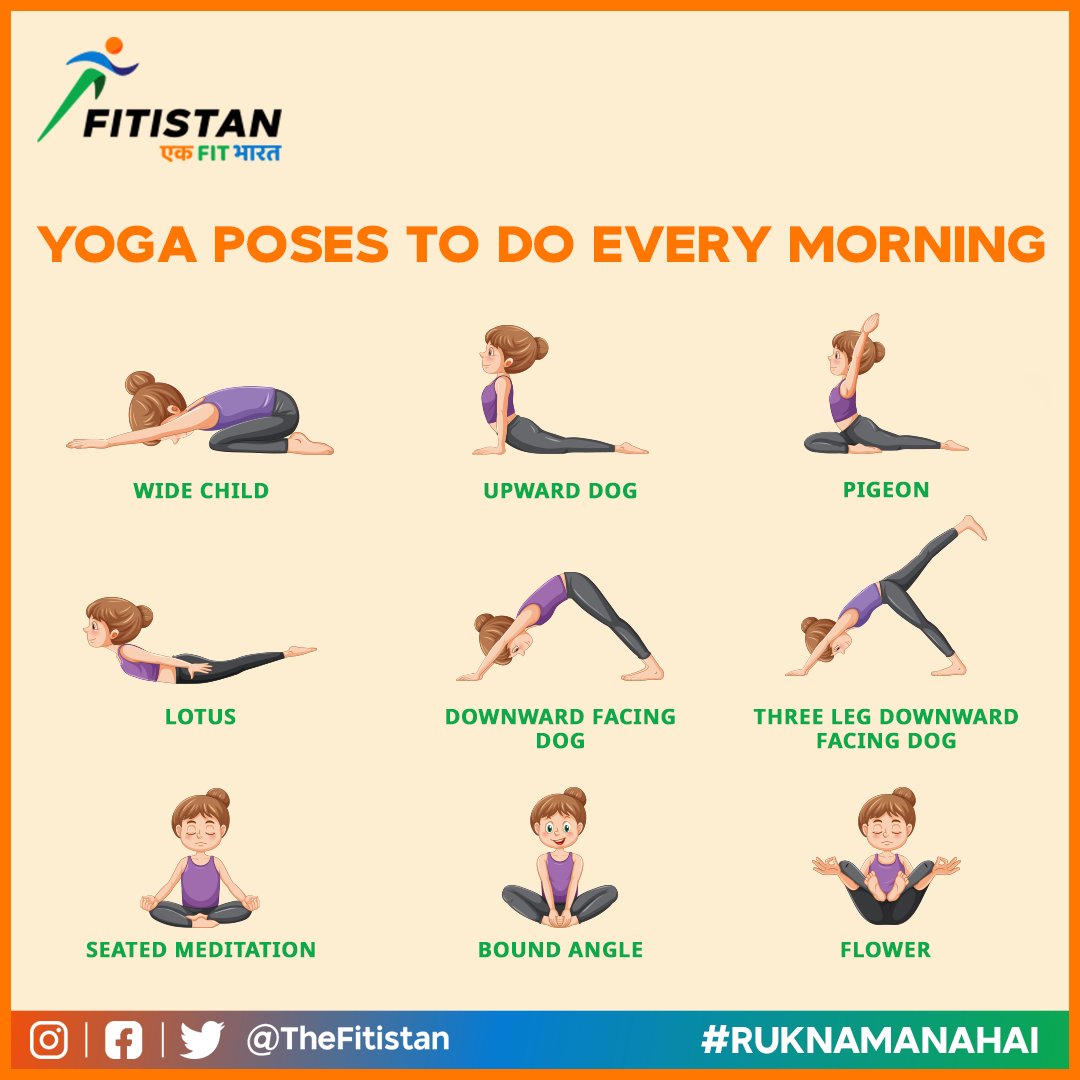 FITISTAN
एक FIT भारत
YOGA POSES TO DO EVERY MORNING
WIDE CHILD
UPWARD DOG
PIGEON
LOTUS
DOWNWARD FACING
DOG
THREE LEG DOWNWARD
FACING DOG
SEATED MEDITATION
BOUND ANGLE
FLOWER
@TheFitistan
#RUKNAMANAHAI